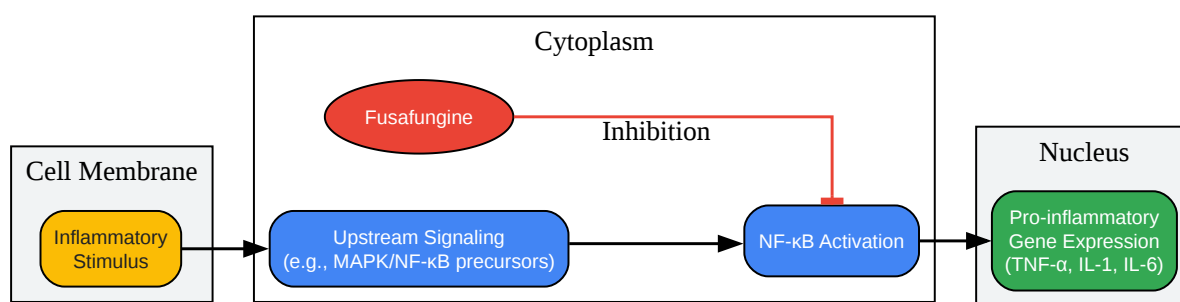 Cytoplasm
Fusafungine
Inhibition
Cell Membrane
Nucleus
Inflammatory
Stimulus
Upstream Signaling
(e.g., MAPK/NF-κB precursors)
NF-κB Activation
Pro-inflammatory
Gene Expression
(TNF-α, IL-1, IL-6)